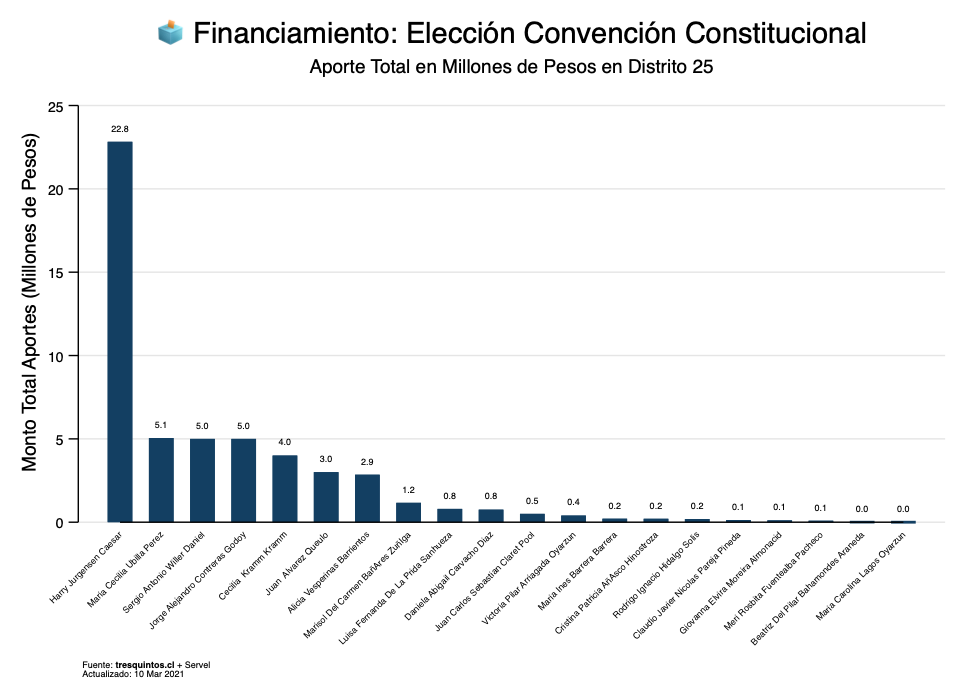 Financiamiento: Elección Convención Constitucional
Aporte Total en Millones de Pesos en Distrito 25
Monto Total Aportes (Millones de Pesos)
25
20
15
10
5
0
22.8
5.1
5.0
5.0
4.0
3.0
2.9
1.2
0.8
0.8
0.5
0.4
0.2
0.2
0.2
0.1
0.1
0.1
0.0
0.0
Harry Jurgensen Caesar
Maria Cecilia Ubilla Perez
Sergio Antonio Willer Daniel
Jorge Alejandro Contreras Godoy
Cecilia Kramm Kramm
Juan Alvarez Queulo
Alicia Vesperinas Barrientos
Marisol Del Carmen
Luisa Fernanda De La Prida Sanhueza
Daniela Abigail Carvacho Diaz
Juan Carlos Sebastian Claret Pool
Victoria Pilar Arriagada Oyarzun
Maria Ines Barrera Barrera
Cristina Patricia AriAsco Hinostroza
Rodrigo Ignacio Hidalgo Solis
Claudio Javier Nicolas Pareja Pineda
Giovanna Elvira Moreira Almonacid
Meri Rosbita Fuentealba Pacheco
Beatriz Del Pilar Bahamondes Araneda
Maria Carolina Lagos Oyarzun
Fuente: tresquintos.cl + Servel
Actualizado: 10 Mar 2021